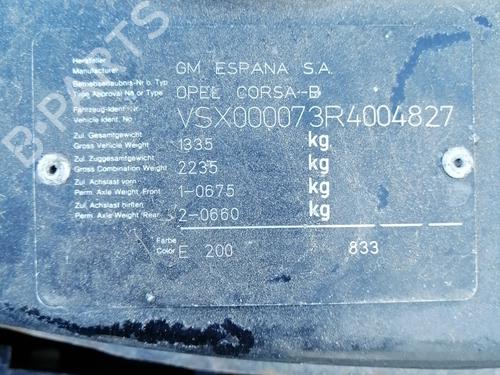 Hersteller
Manufacturer GM ESPANA S.A.
Betriebserlaubnis-Nr o. Typ
Type Approval No or Type OPEL CORSA-B
Fahrzeug-Ident-Nr.
Vehicle Ident. No VSX000073R4004827
Zul. Gesamtgewicht
Gross Vehicle Weight 1335 kg
Zul. Zuggesamtgewicht
Gross Combination Weight 2235 kg
Zul. Achslast vorn
Perm. Axle Weight Front 1-0675 kg
Zul. Achslast hinten
Perm. Axle Weight Rear 2-0660 kg
Farbe
Color E 200 833
B-PARTS